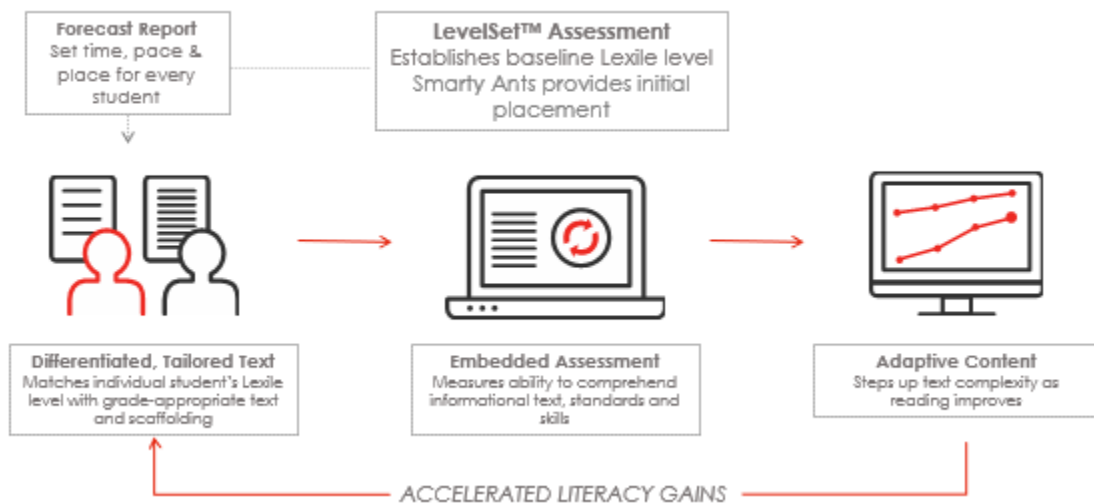 Forecast Report
Set time, pace &
place for every
student
LevelSet™ Assessment
Establishes baseline Lexile level
Smarty Ants provides initial
placement
Differentiated, Tailored Text
Matches individual student's Lexile
level with grade-appropriate text
and scaffolding
Embedded Assessment
Measures ability to comprehend
informational text, standards and
skills
Adaptive Content
Steps up text complexity as
reading improves
ACCELERATED LITERACY GAINS